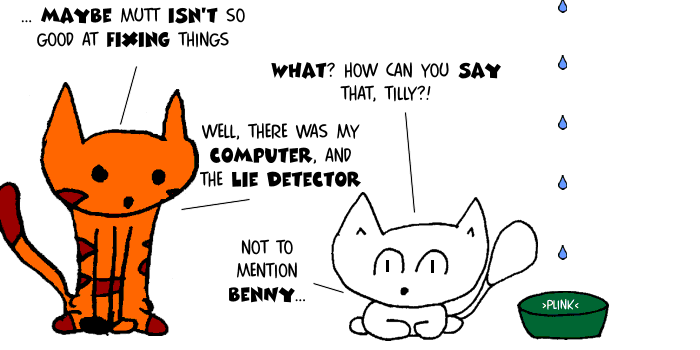 ... MAYBE MUTT ISN'T SO
GOOD AT FIXING THINGS
WHAT? HOW CAN YOU SAY
THAT, TILLY?!
WELL, THERE WAS MY
COMPUTER, AND
THE LIE DETECTOR
NOT TO
MENTION
BENNY...
>PLINK<